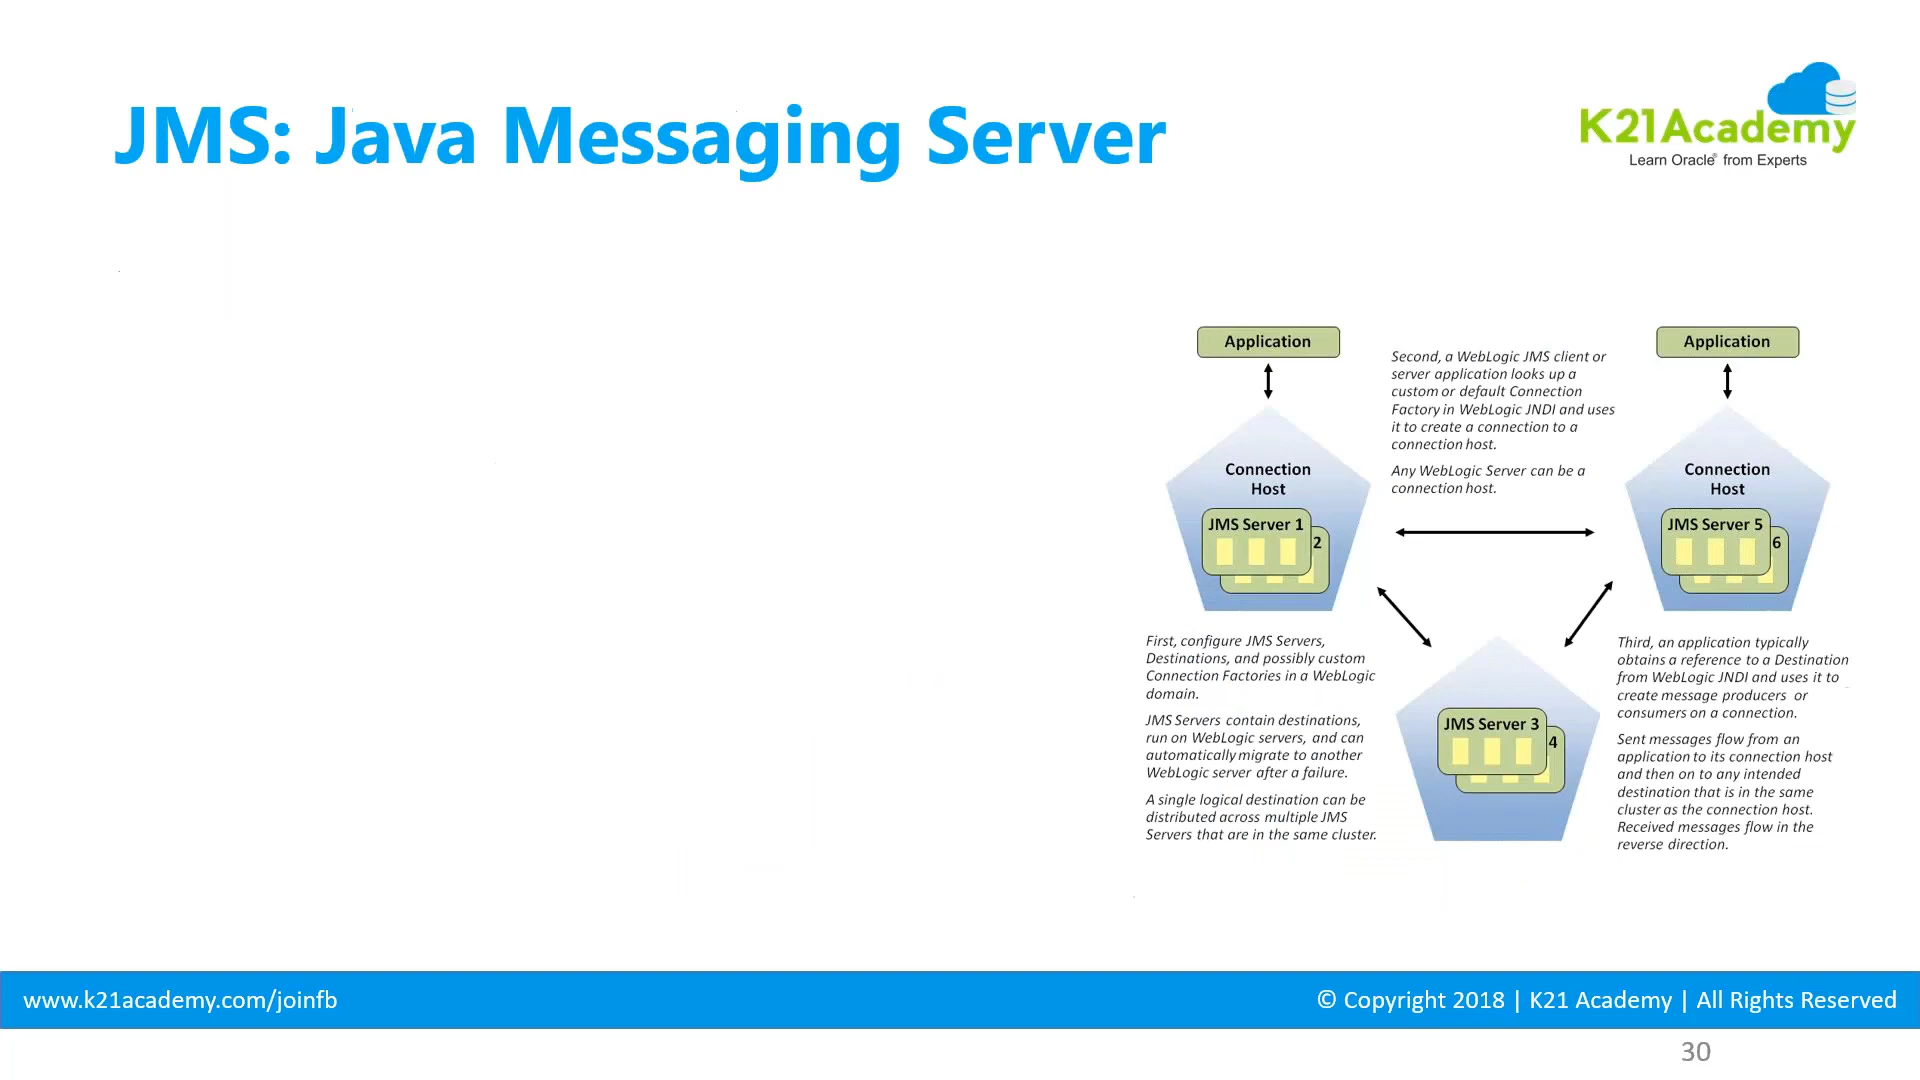 JMS: Java Messaging Server
K21Academy
Learn Oracle® from Experts
Application
Application
Second, a WebLogic JMS client or
server application looks up a
custom or default Connection
Factory in WebLogic JNDI and uses
it to create a connection to a
connection host.
Any WebLogic Server can be a
connection host.
Connection
Host
JMS Server 1
2
Connection
Host
JMS Server 5
6
First, configure JMS Servers,
Destinations, and possibly custom
Connection Factories in a WebLogic
domain.
JMS Servers contain destinations,
run on WebLogic servers, and can
automatically migrate to another
WebLogic server after a failure.
A single logical destination can be
distributed across multiple JMS
Servers that are in the same cluster.
JMS Server 3
4
Third, an application typically
obtains a reference to a Destination
from WebLogic JNDI and uses it to
create message producers or
consumers on a connection.
Sent messages flow from an
application to its connection host
and then on to any intended
destination that is in the same
cluster as the connection host.
Received messages flow in the
reverse direction.
www.k21academy.com/joinfb
© Copyright 2018 | K21 Academy | All Rights Reserved
30